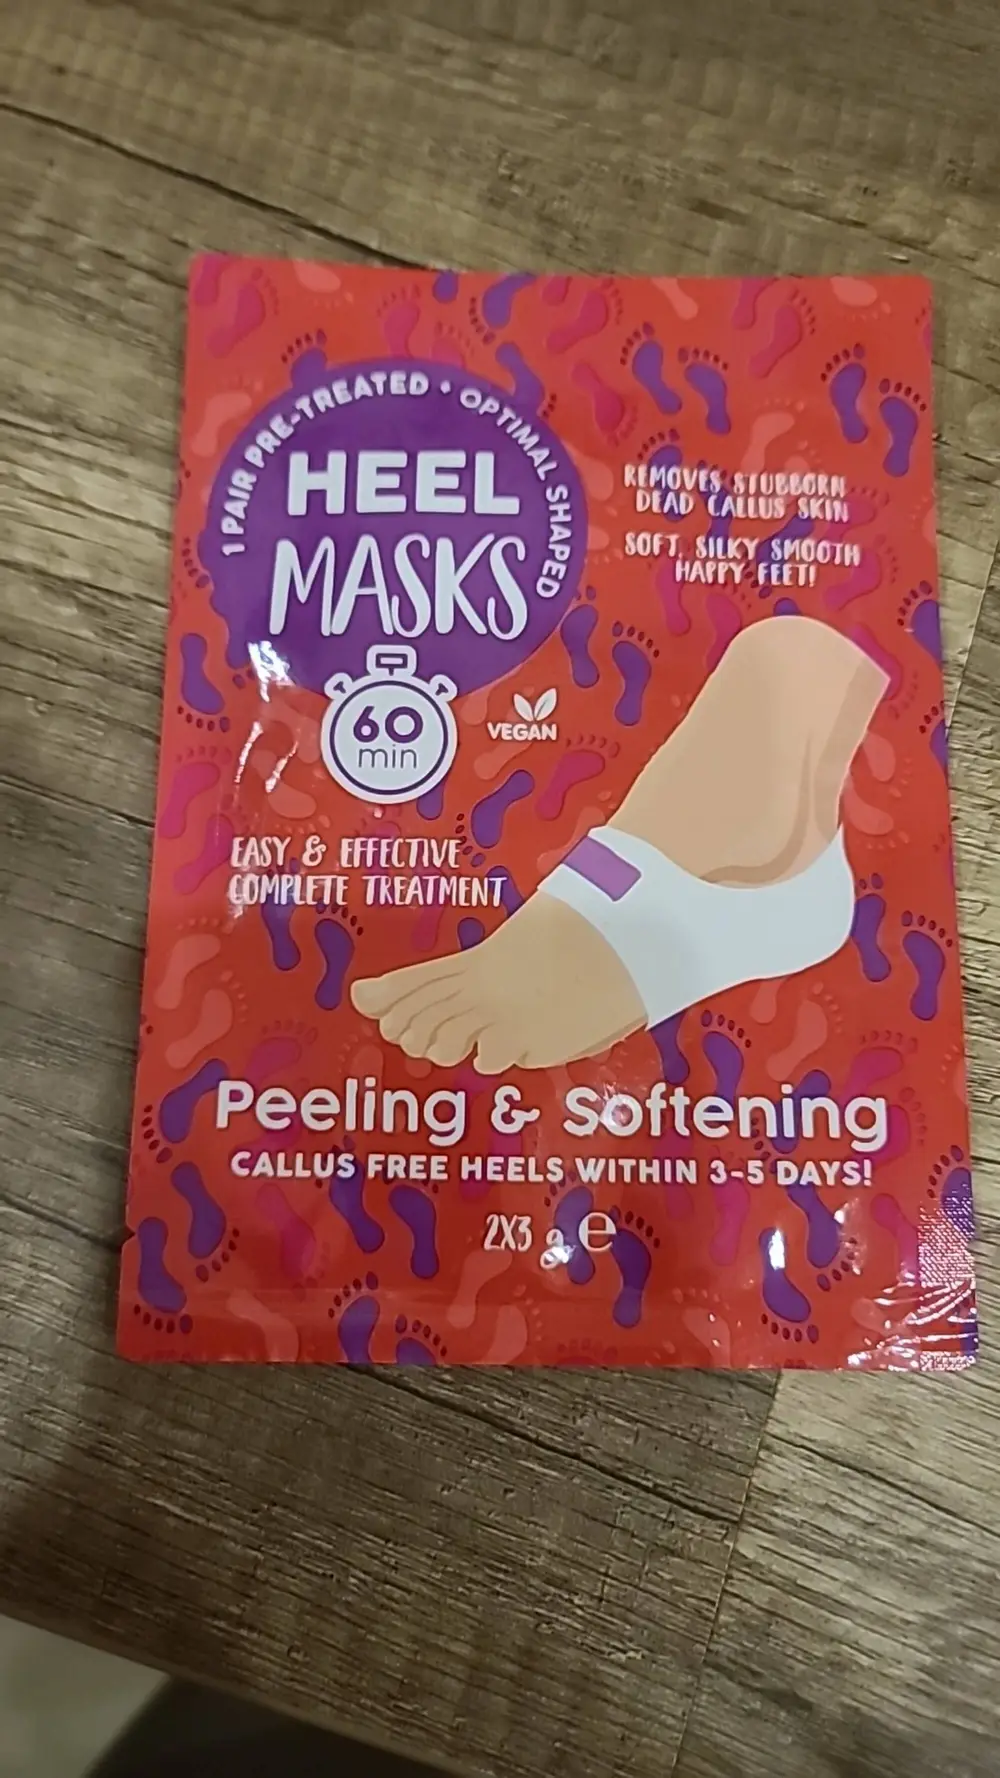 1 PAIR PRE-TREATED • OPTIMAL SHAPED
HEEL
MASKS
60
min
VEGAN
REMOVES STUBBORN
DEAD CALLUS SKIN
SOFT, SILKY SMOOTH
HAPPY FEET!
EASY & EFFECTIVE
COMPLETE TREATMENT
Peeling & Softening
CALLUS FREE HEELS WITHIN 3-5 DAYS!
2X3 g ℮